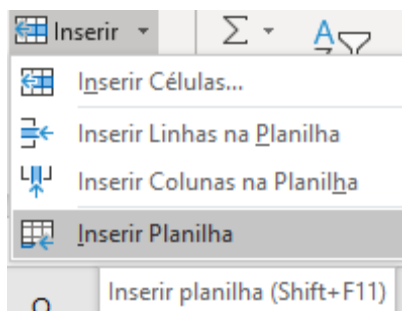 Inserir
Inserir Células...
Inserir Linhas na Planilha
Inserir Colunas na Planilha
Inserir Planilha
Inserir planilha (Shift+F11)